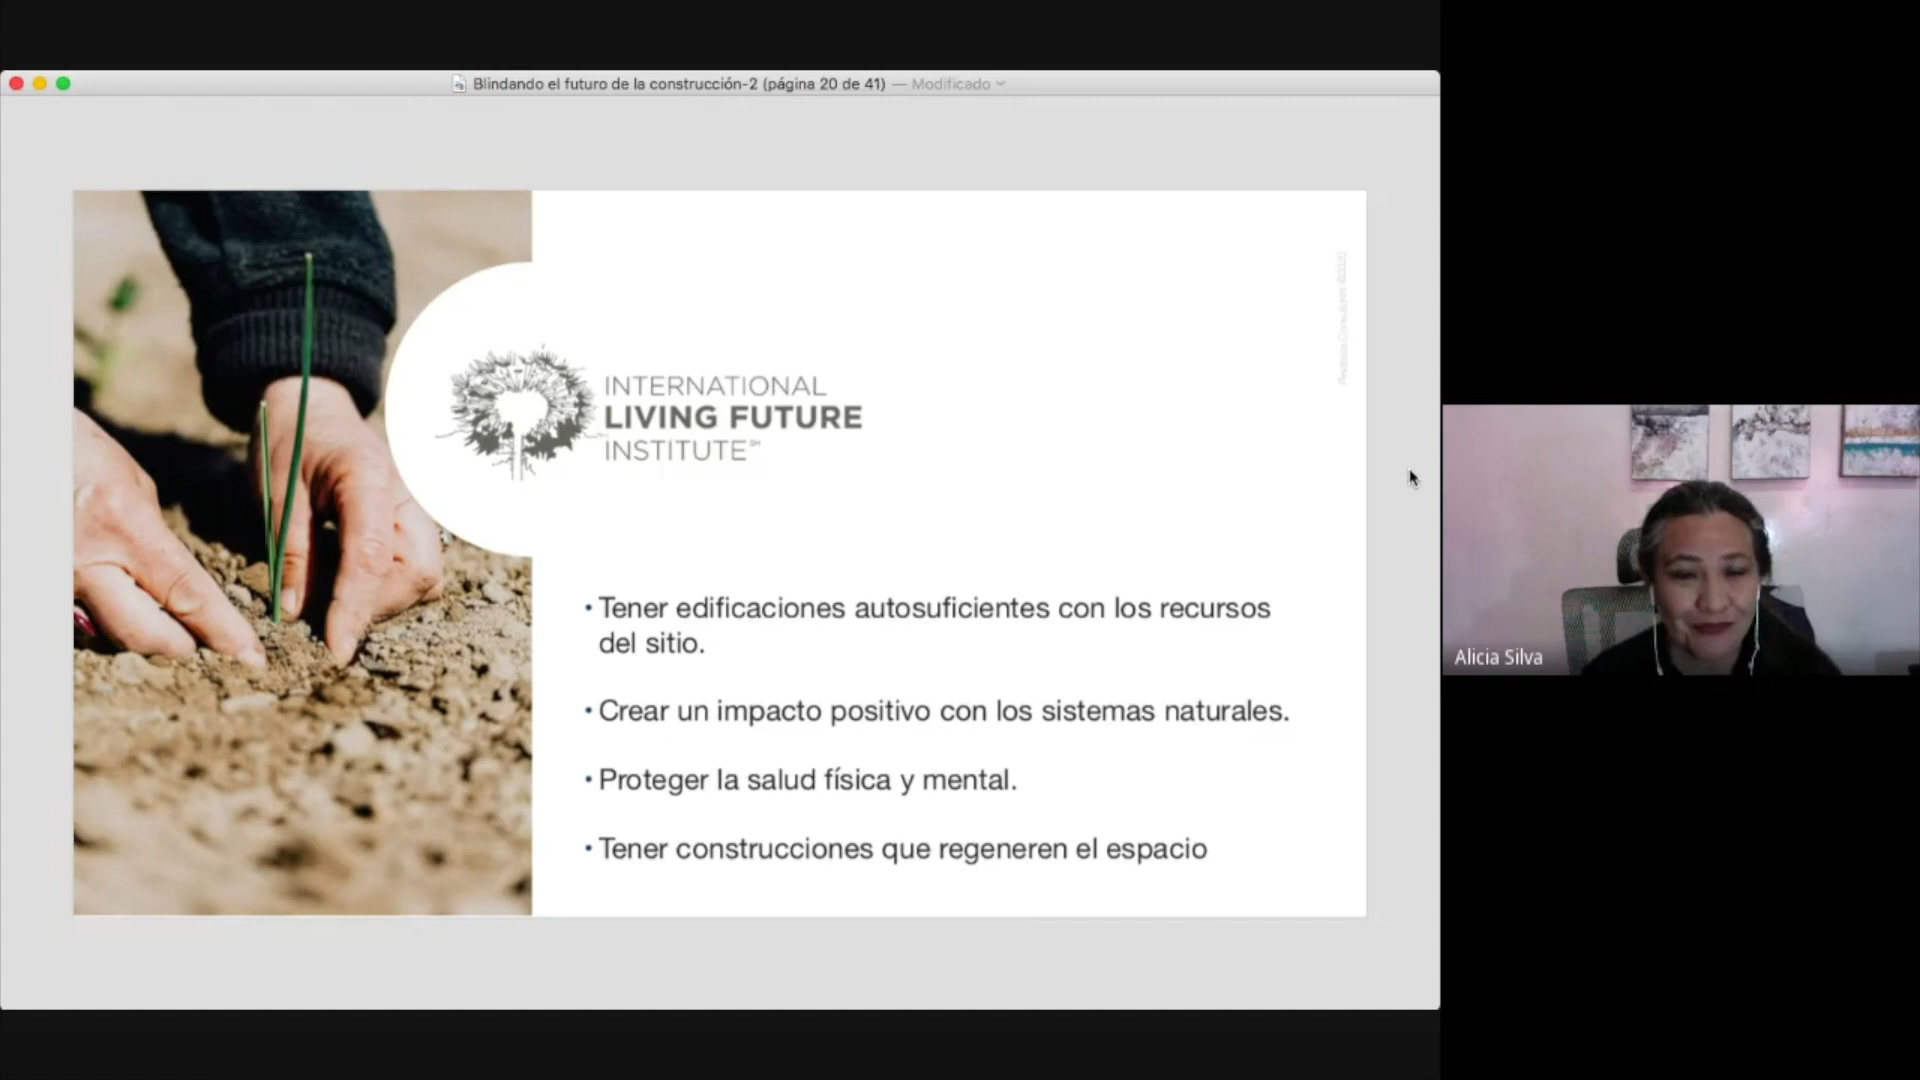 Blindando el futuro de la construcción-2 (página 20 de 41) — Modificado
INTERNATIONAL
LIVING FUTURE
INSTITUTE℠
• Tener edificaciones autosuficientes con los recursos
del sitio.
• Crear un impacto positivo con los sistemas naturales.
• Proteger la salud física y mental.
• Tener construcciones que regeneren el espacio
Alicia Silva